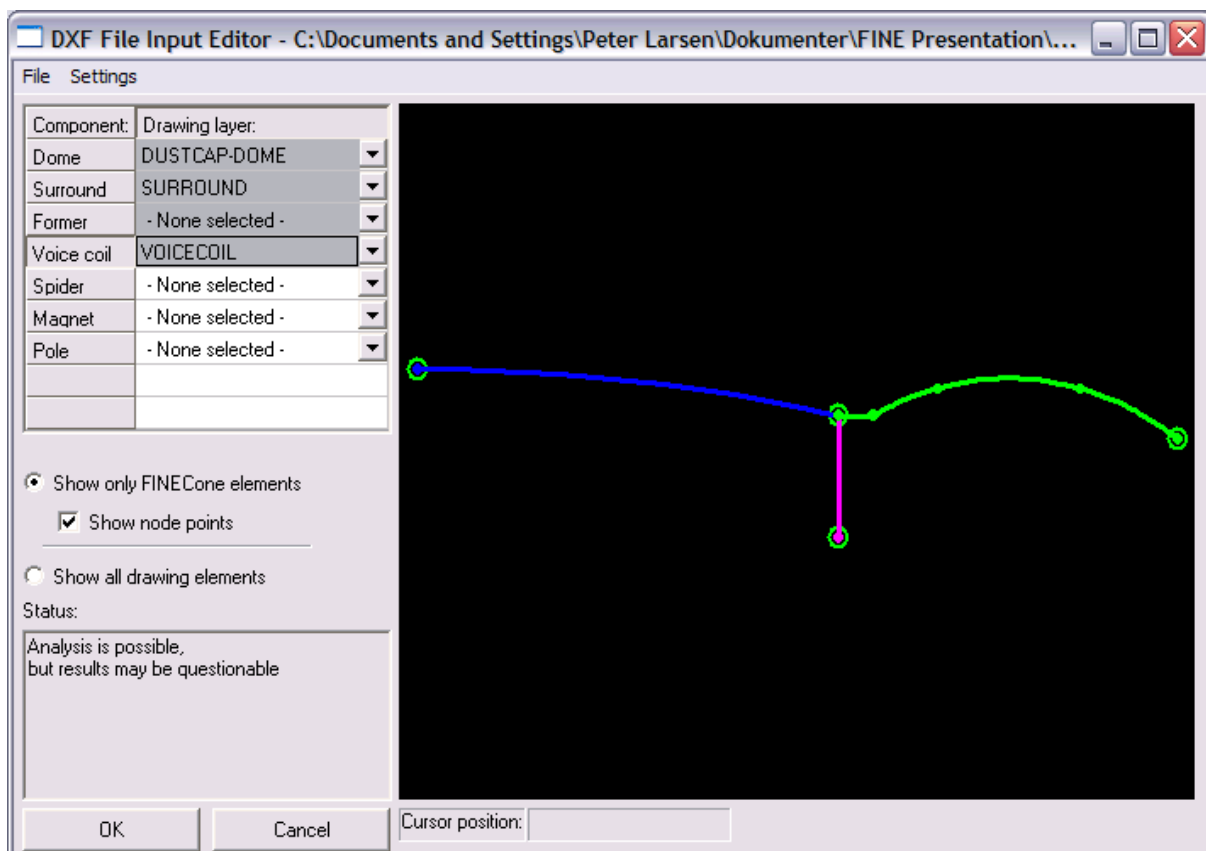 DXF File Input Editor - C:\Documents and Settings\Peter Larsen\Dokumenter\FINE Presentation\...
File Settings
Component: Drawing layer:
Dome DUSTCAP-DOME
Surround SURROUND
Former - None selected -
Voice coil VOICECOIL
Spider - None selected -
Magnet - None selected -
Pole - None selected -
Show only FINECone elements
Show node points
Show all drawing elements
Status:
Analysis is possible,
but results may be questionable
OK Cancel Cursor position: